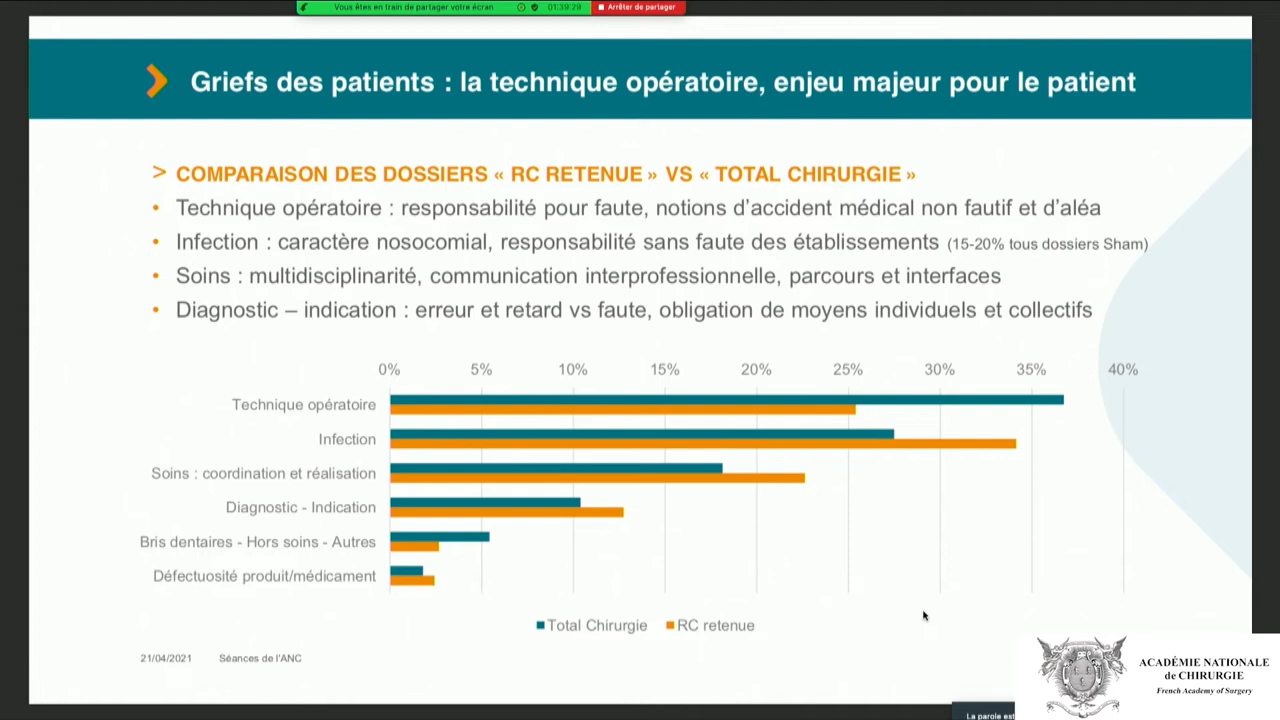 Vous êtes en train de partager votre écran
01:39:29
Arrêter de partager
Griefs des patients : la technique opératoire, enjeu majeur pour le patient
> COMPARAISON DES DOSSIERS « RC RETENUE » VS « TOTAL CHIRURGIE »
• Technique opératoire : responsabilité pour faute, notions d’accident médical non fautif et d’aléa
• Infection : caractère nosocomial, responsabilité sans faute des établissements (15-20% tous dossiers Sham)
• Soins : multidisciplinarité, communication interprofessionnelle, parcours et interfaces
• Diagnostic – indication : erreur et retard vs faute, obligation de moyens individuels et collectifs
0% 5% 10% 15% 20% 25% 30% 35% 40%
Technique opératoire
Infection
Soins : coordination et réalisation
Diagnostic - Indication
Bris dentaires - Hors soins - Autres
Défectuosité produit/médicament
Total Chirurgie RC retenue
21/04/2021 Séances de l'ANC
ACADÉMIE NATIONALE
de CHIRURGIE
French Academy of Surgery
La parole est